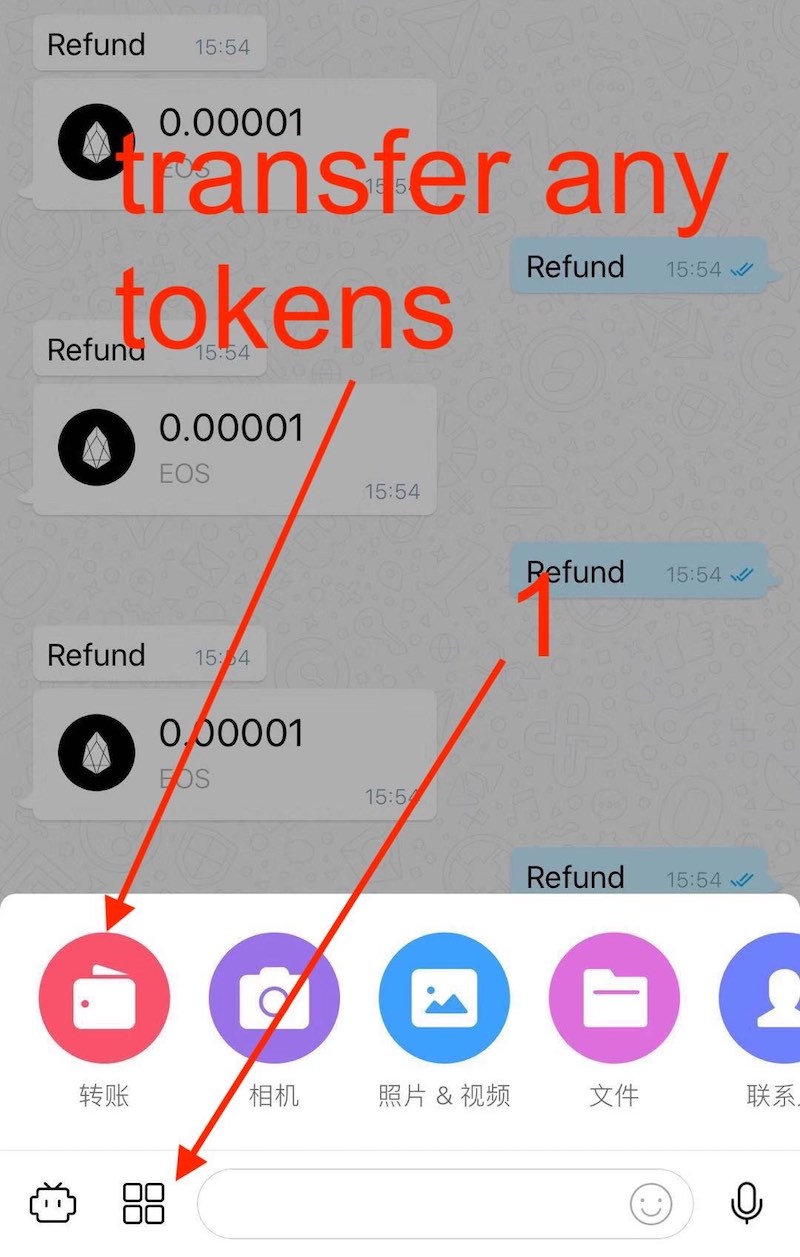 Refund 15:54
0.00001
EOS
15:54
transfer any
Refund 15:54
tokens
Refund 15:54
0.00001
EOS
15:54
Refund 15:54
1
Refund 15:54
0.00001
EOS
15:54
Refund 15:54
转账 相机 照片 & 视频 文件 联系